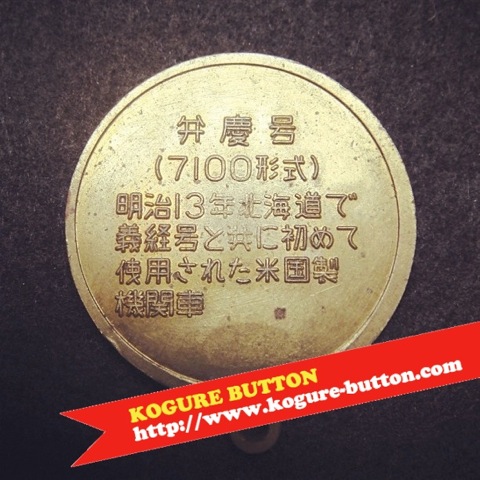 弁慶号
(7100形式)
明治13年北海道で
義経号と共に初めて
使用された米国製
機関車
KOGURE BUTTON
http://www.kogure-button.com